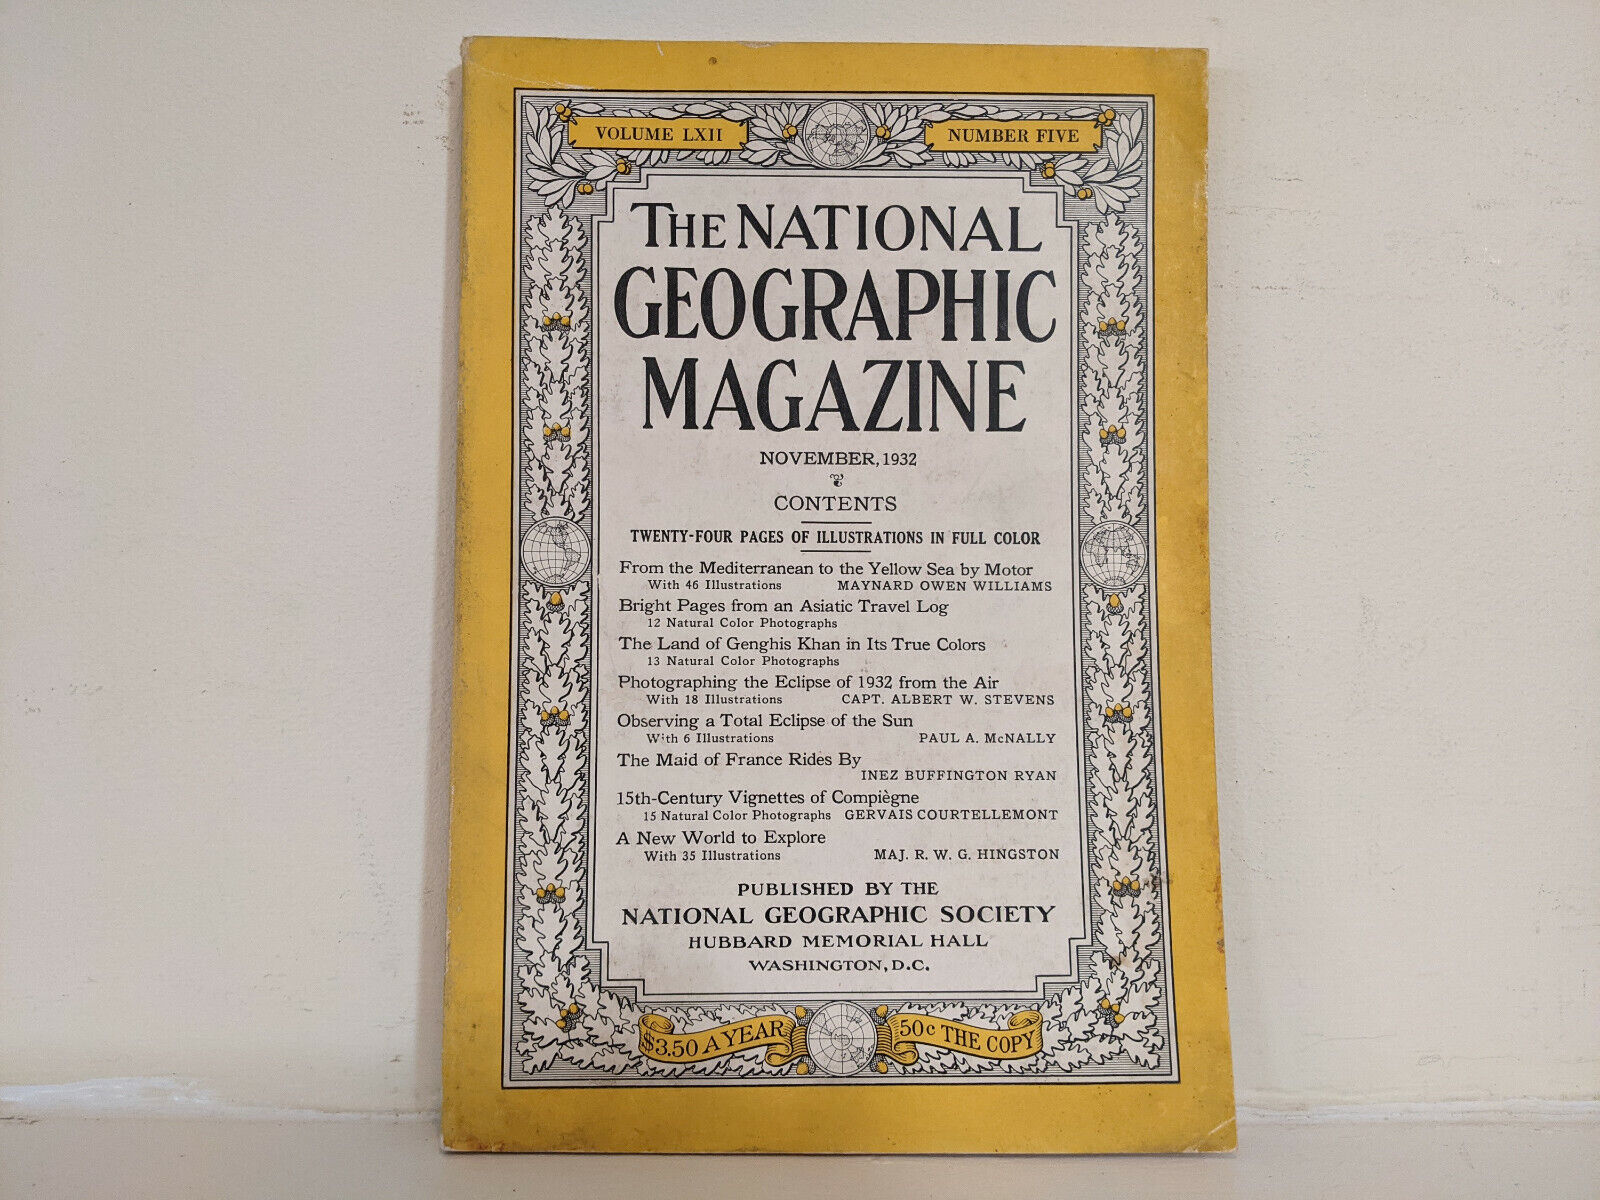 VOLUME LXII
NUMBER FIVE
THE NATIONAL
GEOGRAPHIC
MAGAZINE
NOVEMBER, 1932
CONTENTS
TWENTY-FOUR PAGES OF ILLUSTRATIONS IN FULL COLOR
From the Mediterranean to the Yellow Sea by Motor
With 46 Illustrations MAYNARD OWEN WILLIAMS
Bright Pages from an Asiatic Travel Log
12 Natural Color Photographs
The Land of Genghis Khan in Its True Colors
13 Natural Color Photographs
Photographing the Eclipse of 1932 from the Air
With 18 Illustrations CAPT. ALBERT W. STEVENS
Observing a Total Eclipse of the Sun
With 6 Illustrations PAUL A. McNALLY
The Maid of France Rides By
INEZ BUFFINGTON RYAN
15th-Century Vignettes of Compiègne
15 Natural Color Photographs GERVAIS COURTELLEMONT
A New World to Explore
With 35 Illustrations MAJ. R. W. G. HINGSTON
PUBLISHED BY THE
NATIONAL GEOGRAPHIC SOCIETY
HUBBARD MEMORIAL HALL
WASHINGTON, D.C.
$3.50 A YEAR
50c THE COPY